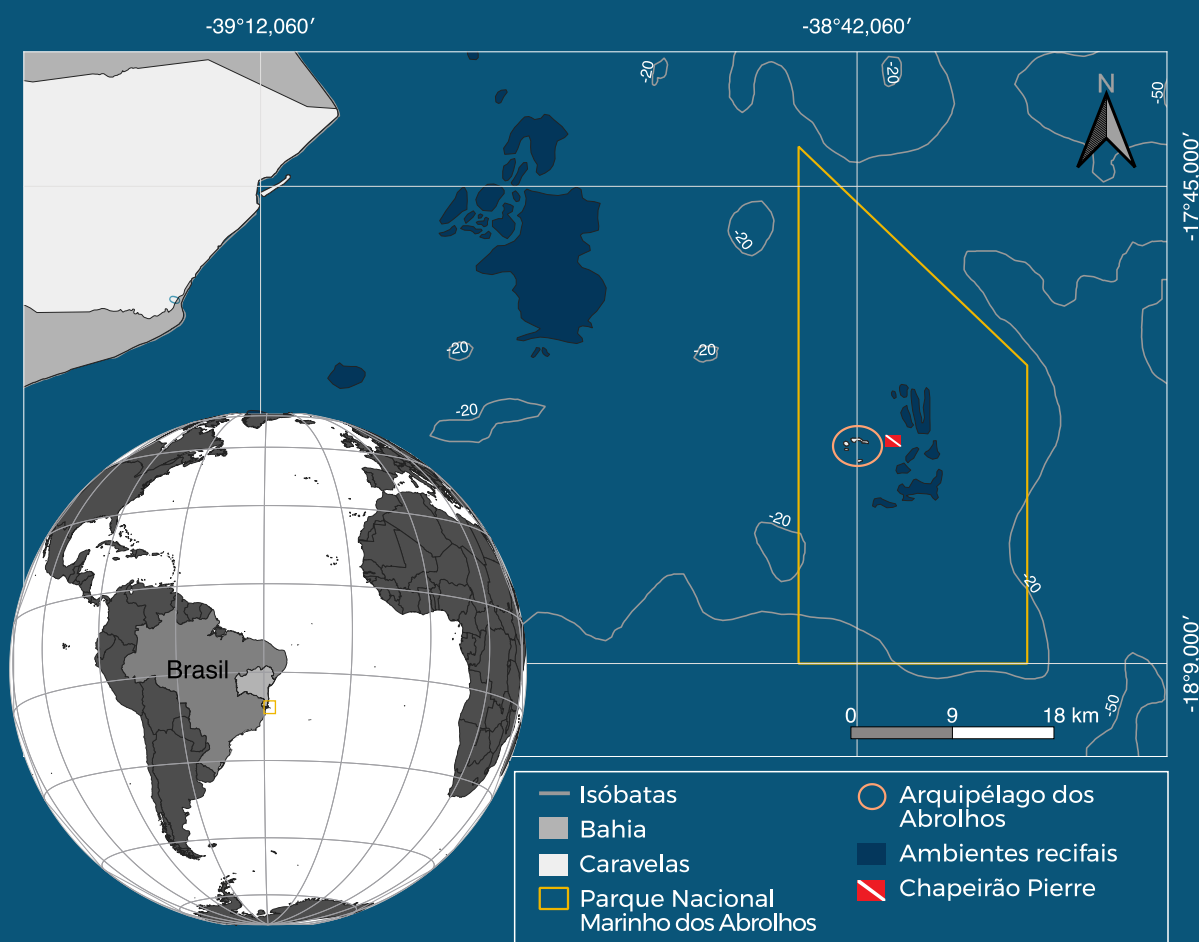 -39°12,060′
-38°42,060′
-20
-20
-50
N
-17°45.000′
-20
-20
-20
-20
-20
-20
Brasil
-18°9.000′
-50
0 9 18 km
Isóbatas
Bahia
Caravelas
Parque Nacional
Marinho dos Abrolhos
Arquipélago dos
Abrolhos
Ambientes recifais
Chapeirão Pierre